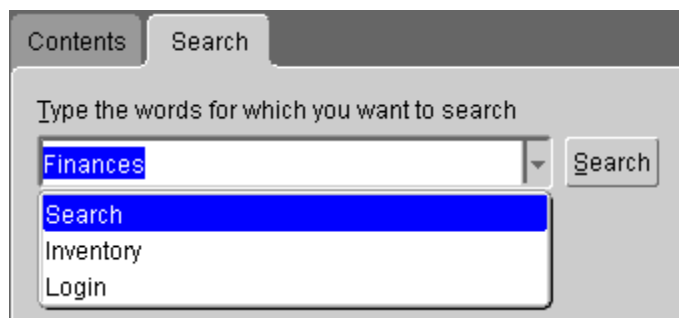 Contents Search
Type the words for which you want to search
Finances Search
Search
Inventory
Login